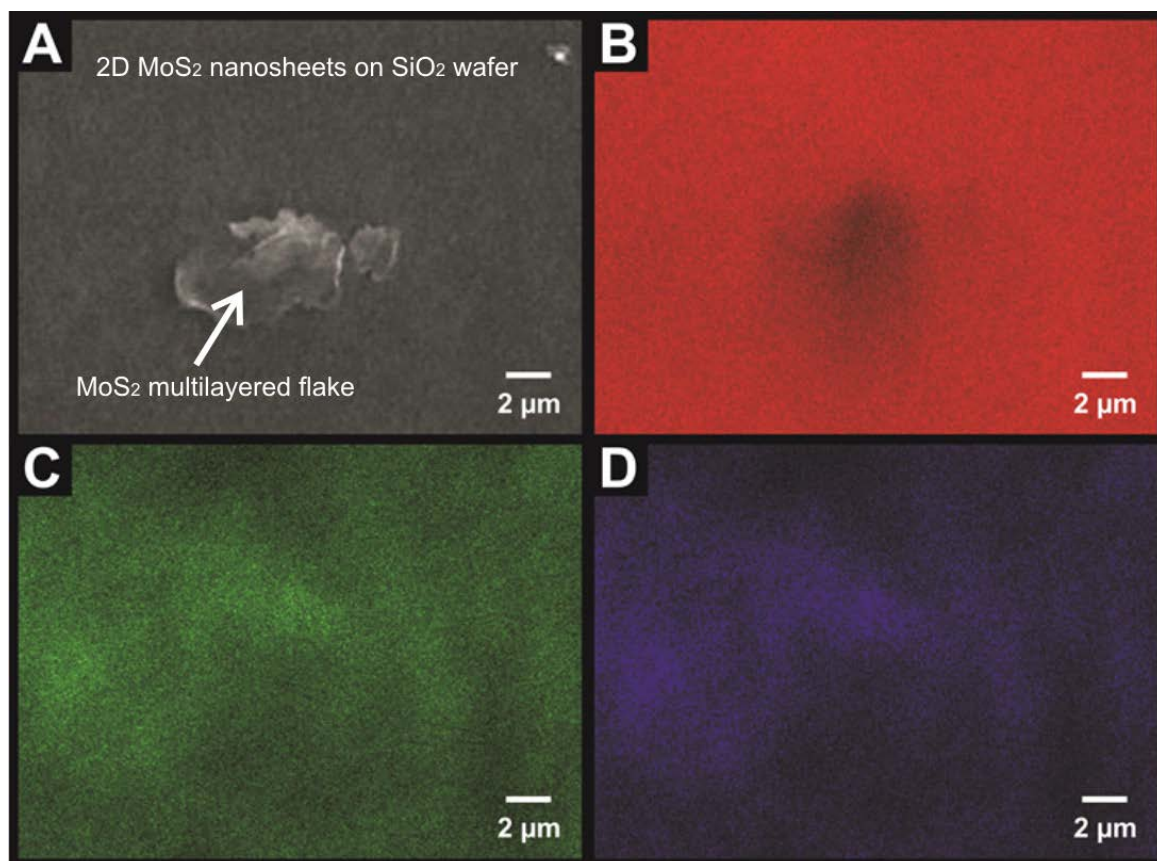 A
2D MoS₂ nanosheets on SiO₂ wafer
MoS₂ multilayered flake
2 µm
B
2 µm
C
2 µm
D
2 µm